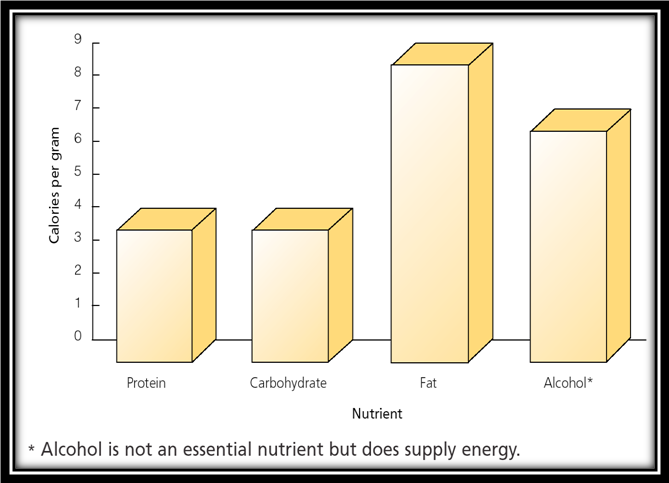 9
8
7
6
5
4
3
2
1
0
Calories per gram
Protein Carbohydrate Fat Alcohol*
Nutrient
* Alcohol is not an essential nutrient but does supply energy.